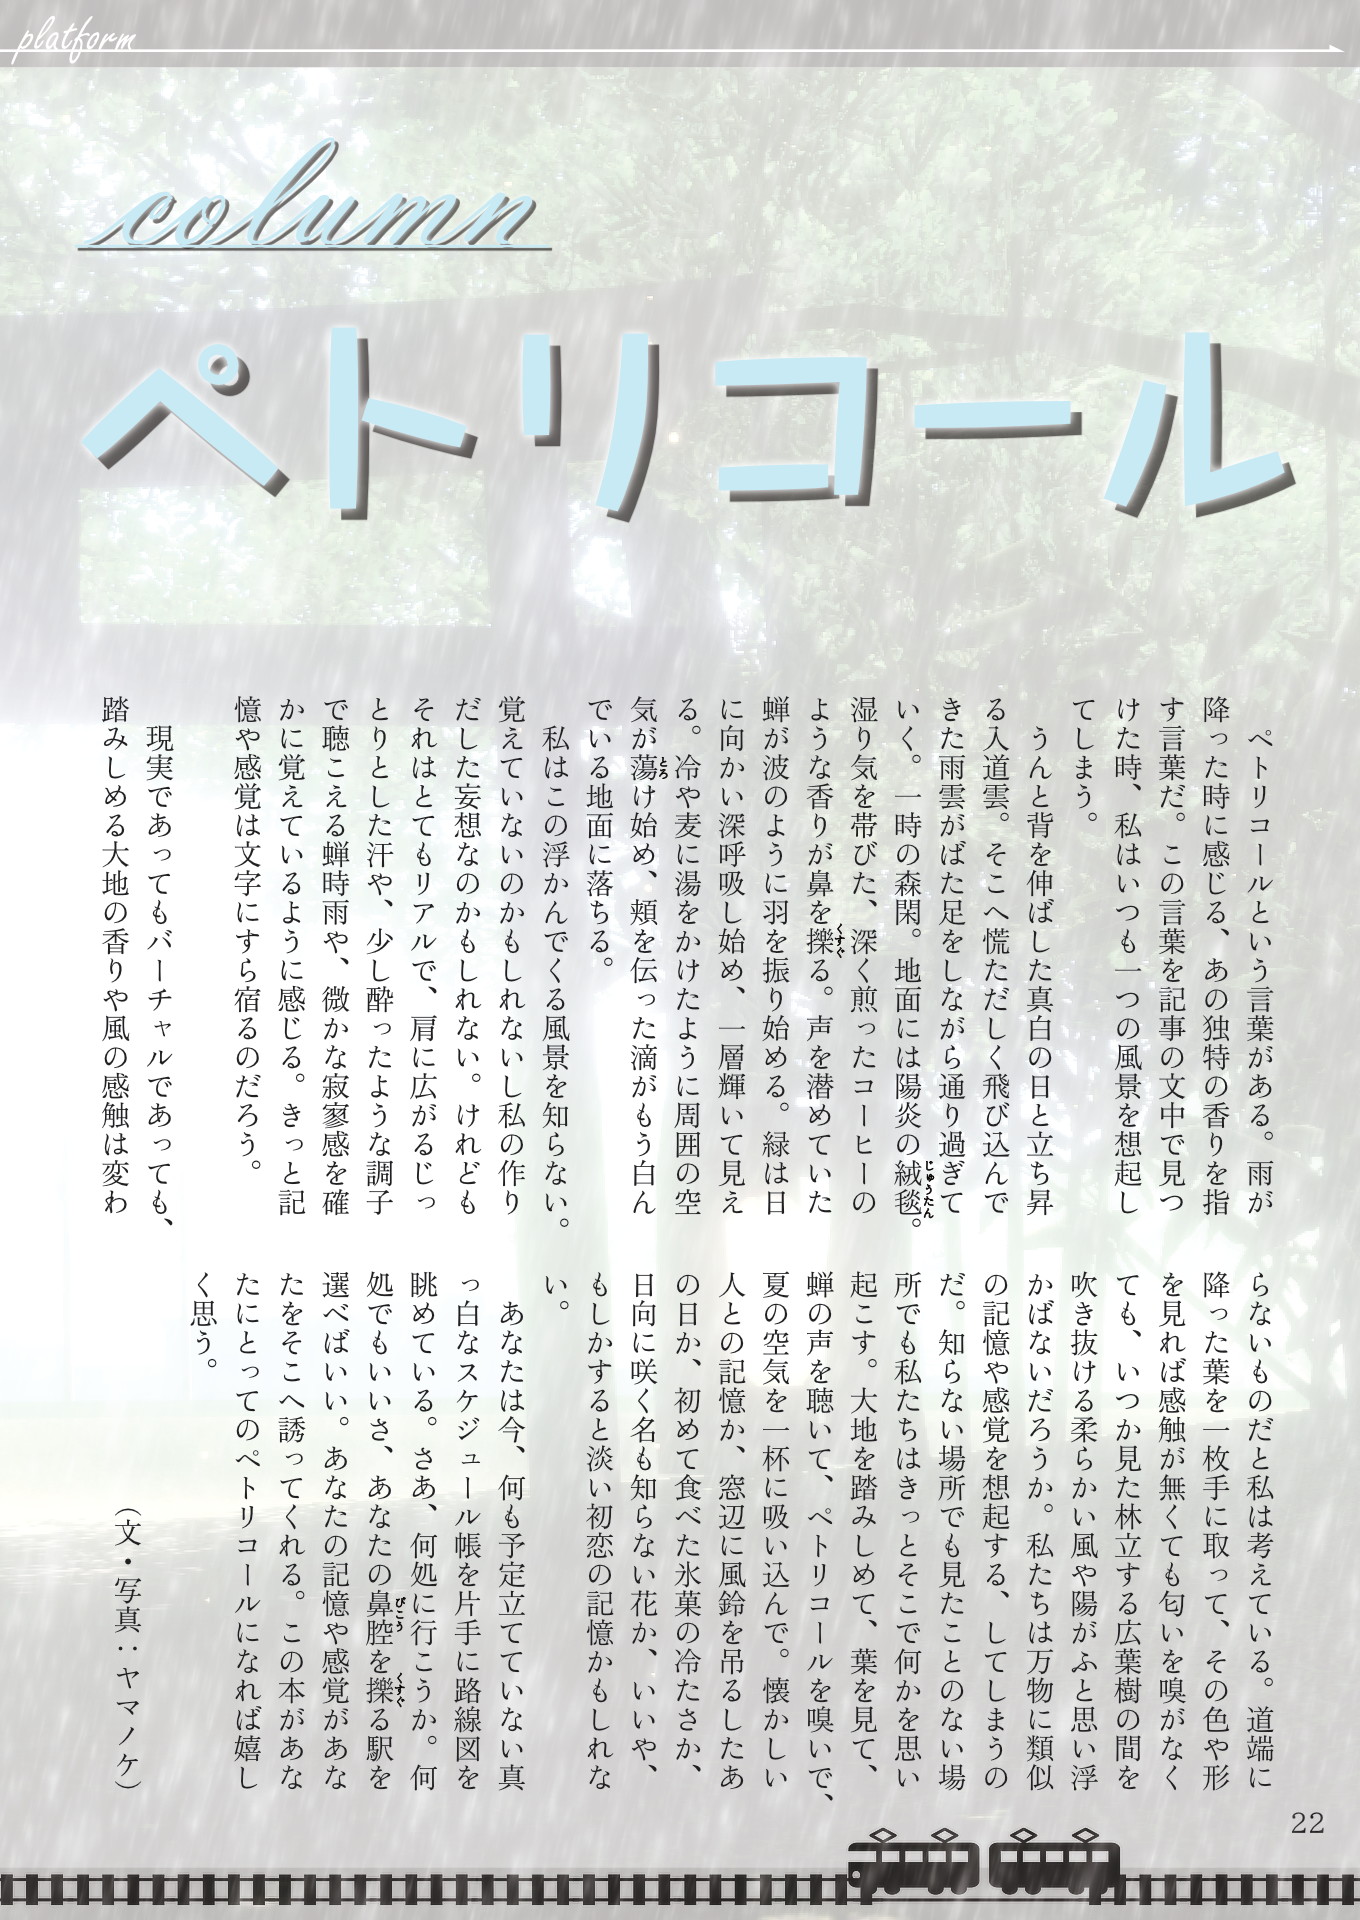 platform
column
ペトリコール
ペトリコールという言葉がある。雨が
降った時に感じる、あの独特の香りを指
す言葉だ。この言葉を記事の文中で見つ
けた時、私はいつも一つの風景を想起し
てしまう。
うんと背を伸ばした真白の日と立ち昇
る入道雲。そこへ慌ただしく飛び込んで
きた雨雲がばた足をしながら通り過ぎて
いく。一時の森閑。地面には陽炎の絨毯。
じゅうたん
湿り気を帯びた、深く煎ったコーヒーの
ような香りが鼻を擽る。声を潜めていた
くすぐ
蝉が波のように羽を振り始める。緑は日
に向かい深呼吸し始め、一層輝いて見え
る。冷や麦に湯をかけたように周囲の空
気が蕩け始め、頬を伝った滴がもう白ん
とろ
でいる地面に落ちる。
私はこの浮かんでくる風景を知らない。
覚えていないのかもしれないし私の作り
だした妄想なのかもしれない。けれども
それはとてもリアルで、肩に広がるじっ
とりとした汗や、少し酔ったような調子
で聴こえる蝉時雨や、微かな寂寥感を確
かに覚えているように感じる。きっと記
憶や感覚は文字にすら宿るのだろう。
現実であってもバーチャルであっても、
踏みしめる大地の香りや風の感触は変わ
らないものだと私は考えている。道端に
降った葉を一枚手に取って、その色や形
を見れば感触が無くても匂いを嗅がなく
ても、いつか見た林立する広葉樹の間を
吹き抜ける柔らかい風や陽がふと思い浮
かばないだろうか。私たちは万物に類似
の記憶や感覚を想起する、してしまうの
だ。知らない場所でも見たことのない場
所でも私たちはきっとそこで何かを思い
起こす。大地を踏みしめて、葉を見て、
蝉の声を聴いて、ペトリコールを嗅いで、
夏の空気を一杯に吸い込んで。懐かしい
人との記憶か、窓辺に風鈴を吊るしたあ
の日か、初めて食べた氷菓の冷たさか、
日向に咲く名も知らない花か、いいや、
もしかすると淡い初恋の記憶かもしれな
い。
あなたは今、何も予定立てていない真
っ白なスケジュール帳を片手に路線図を
眺めている。さあ、何処に行こうか。何
処でもいいさ、あなたの鼻腔を擽る駅を
びこう
くすぐ
選べばいい。あなたの記憶や感覚があな
たをそこへ誘ってくれる。この本があな
たにとってのペトリコールになれば嬉し
く思う。
（文・写真：ヤマノケ）
22